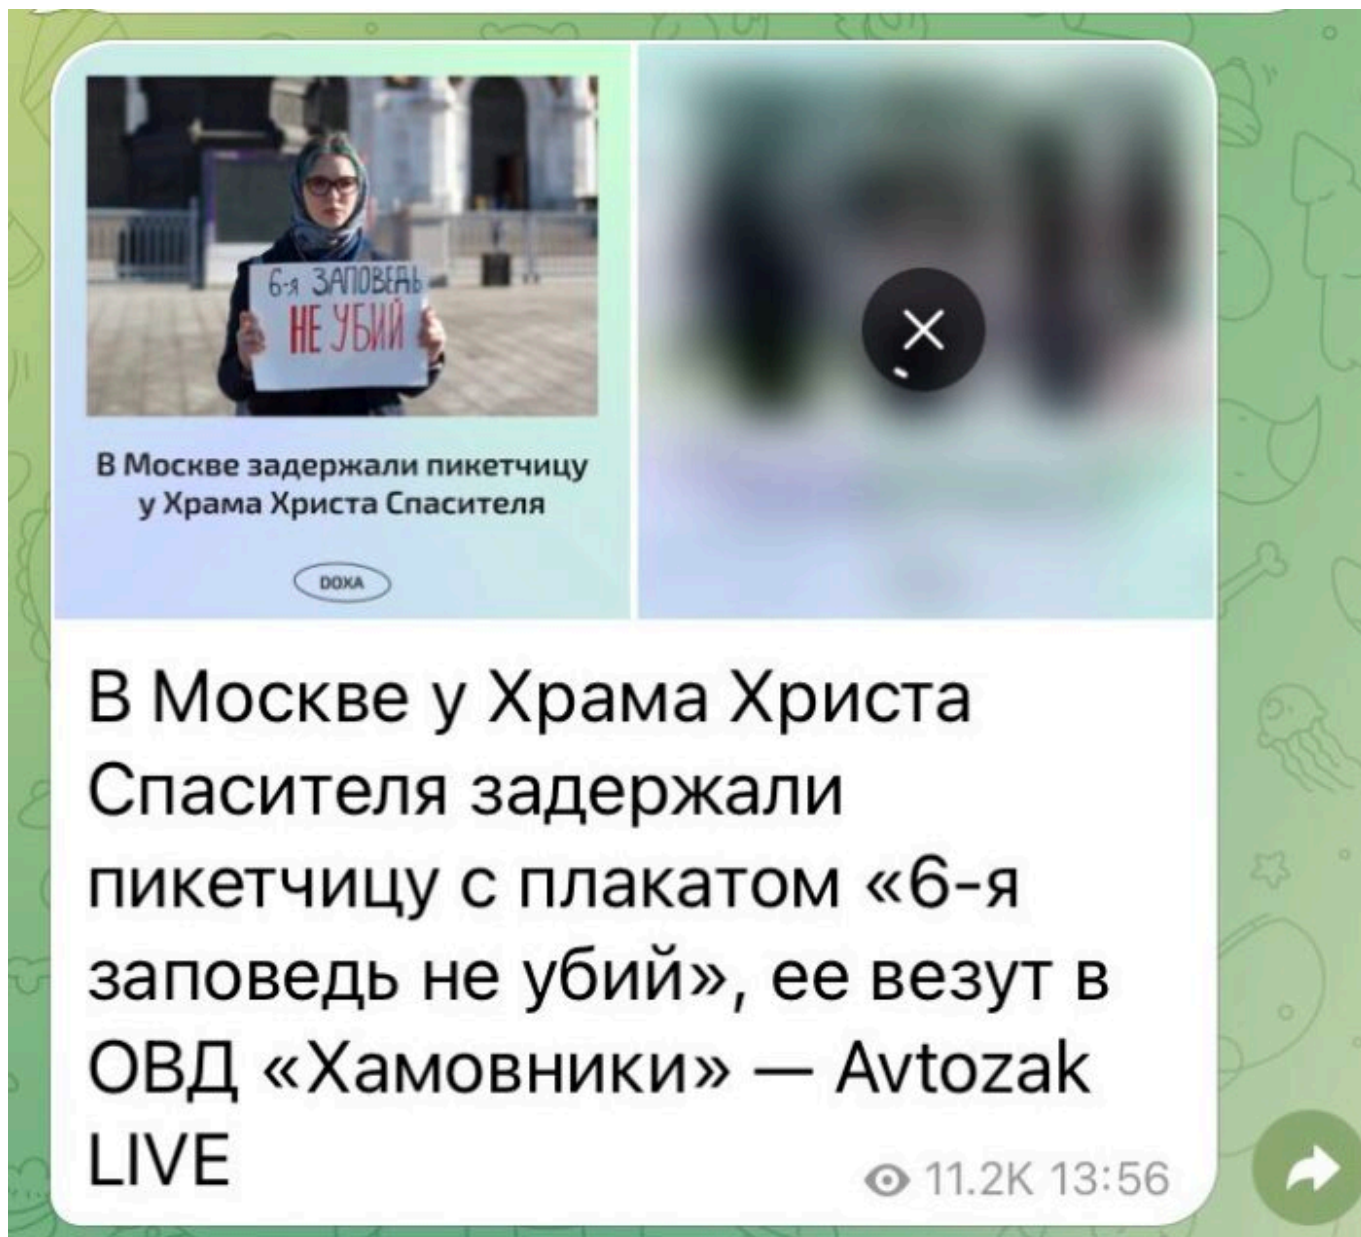 6-я ЗАПОВЕДЬ
НЕ УБИЙ
В Москве задержали пикетчицу
у Храма Христа Спасителя
DOXA
В Москве у Храма Христа
Спасителя задержали
пикетчицу с плакатом «6-я
заповедь не убий», ее везут в
ОВД «Хамовники» — Avtozak
LIVE
11.2K 13:56